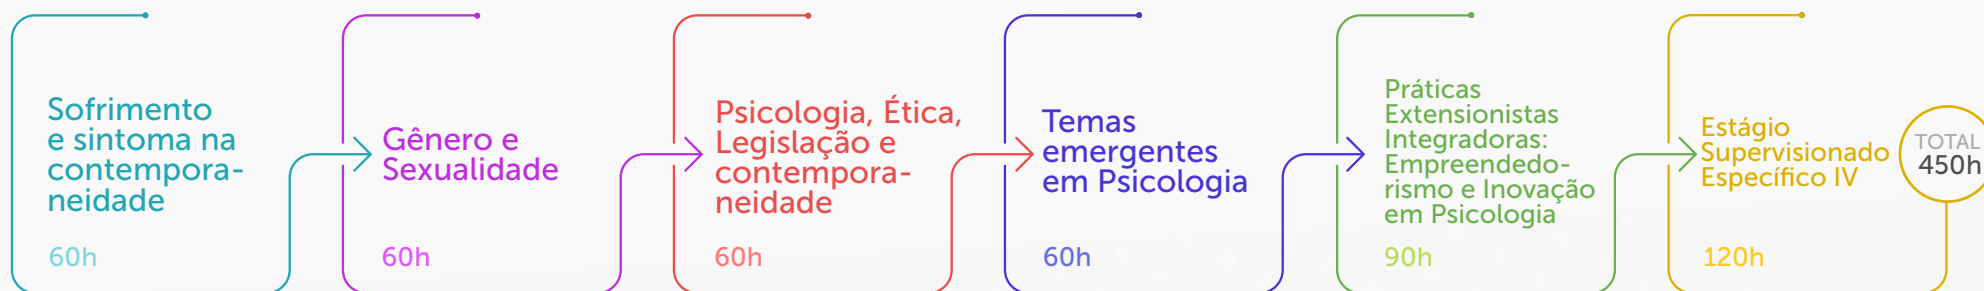 Sofrimento
e sintoma na
contempora-
neidade
60h
Gênero e
Sexualidade
60h
Psicologia, Ética,
Legislação e
contempora-
neidade
60h
Temas
emergentes
em Psicologia
60h
Práticas
Extensionistas
Integradoras:
Empreendedo-
rismo e Inovação
em Psicologia
90h
Estágio
Supervisionado
Específico IV
120h
TOTAL
450h